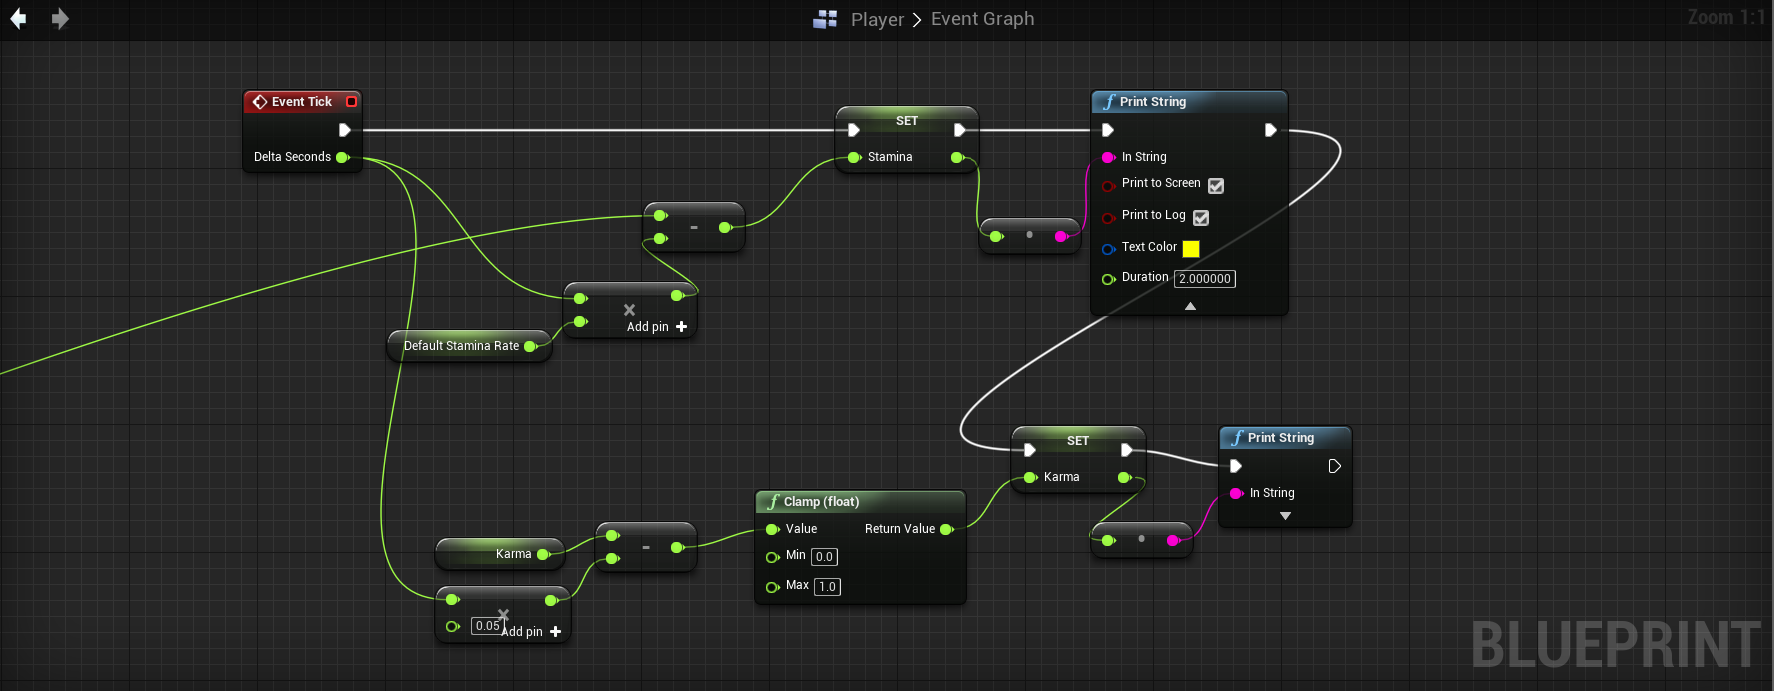 Player > Event Graph
Zoom 1:1
Event Tick
Delta Seconds
SET
Stamina
Print String
In String
Print to Screen
Print to Log
Text Color
Duration 2.000000
-
×
Add pin +
Default Stamina Rate
SET
Karma
Print String
In String
Clamp (float)
Value Return Value
Min 0.0
Max 1.0
Karma
-
×
0.05 Add pin +
BLUEPRINT